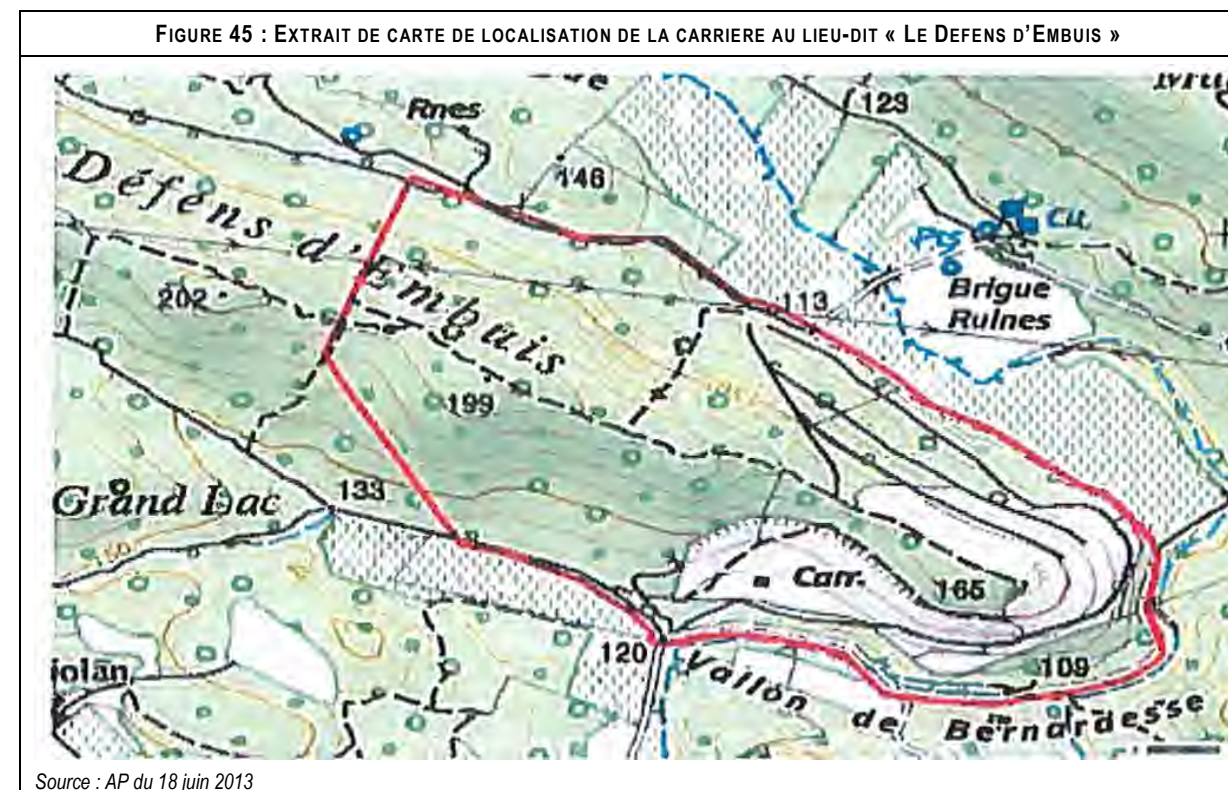 FIGURE 45 : EXTRAIT DE CARTE DE LOCALISATION DE LA CARRIERE AU LIEU-DIT « LE DEFENS D'EMBUIS »
Rnes
123
146
Défens d'Embuis
202
113
Brigue
Ruines
199
Grand Lac
133
Carr.
165
120
109
Vallon de Bernardesse
iolan
Source : AP du 18 juin 2013